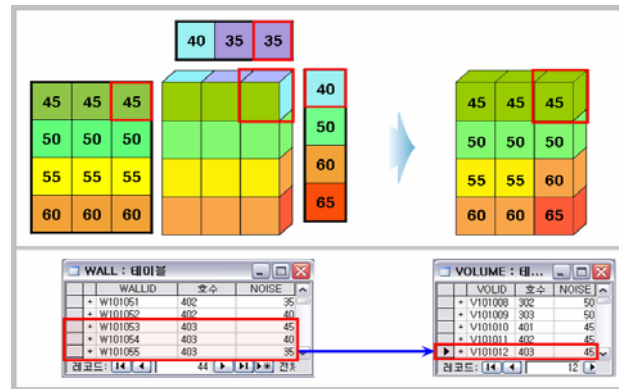 40 35 35
45 45 45
50 50 50
55 55 55
60 60 60
40
50
60
65
45 45 45
50 50 50
55 55 60
60 60 65
WALL : 테이블
WALLID 호수 NOISE
+ W101051 402 35
+ W101052 402 40
+ W101053 403 45
+ W101054 403 40
+ W101055 403 35
레코드: 44 전체
VOLUME : 테...
VOLID 호수 NOISE
+ V101008 302 50
+ V101009 303 50
+ V101010 401 45
+ V101011 402 45
+ V101012 403 45
레코드: 12